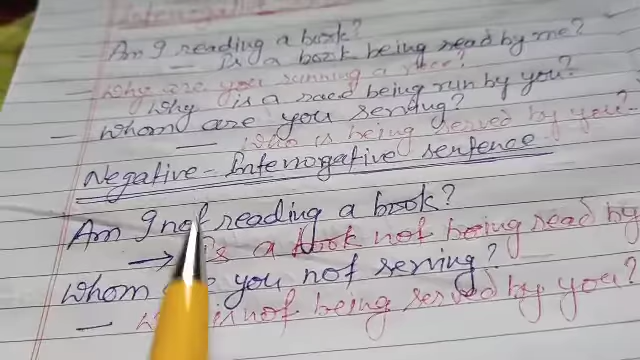 - Am I reading a book?
- Is a book being read by me?
- Why are you running a race?
Why is a raed being run by you?
- Whom are you serving?
- Who is being served by you?
Negative-Interrogative sentence
Am I not reading a book?
→ Is a book not being read by
Whom you not serving?
- is not being served by you?